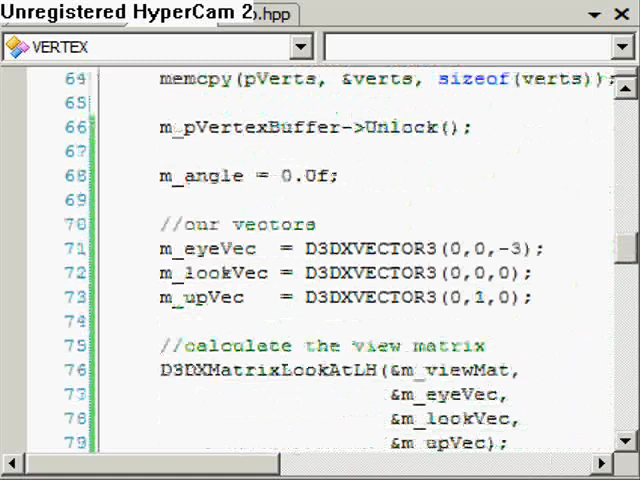 Unregistered HyperCam 2 o.hpp
VERTEX
64 memcpy(pVerts, &verts, sizeof(verts));
65
66 m_pVertexBuffer->Unlock();
67
68 m_angle = 0.0f;
69
70 //our vectors
71 m_eyeVec = D3DXVECTOR3(0,0,-3);
72 m_lookVec = D3DXVECTOR3(0,0,0);
73 m_upVec = D3DXVECTOR3(0,1,0);
74
75 //calculate the view matrix
76 D3DXMatrixLookAtLH(&m_viewMat,
77 &m_eyeVec,
78 &m_lookVec,
79 &m_upVec);